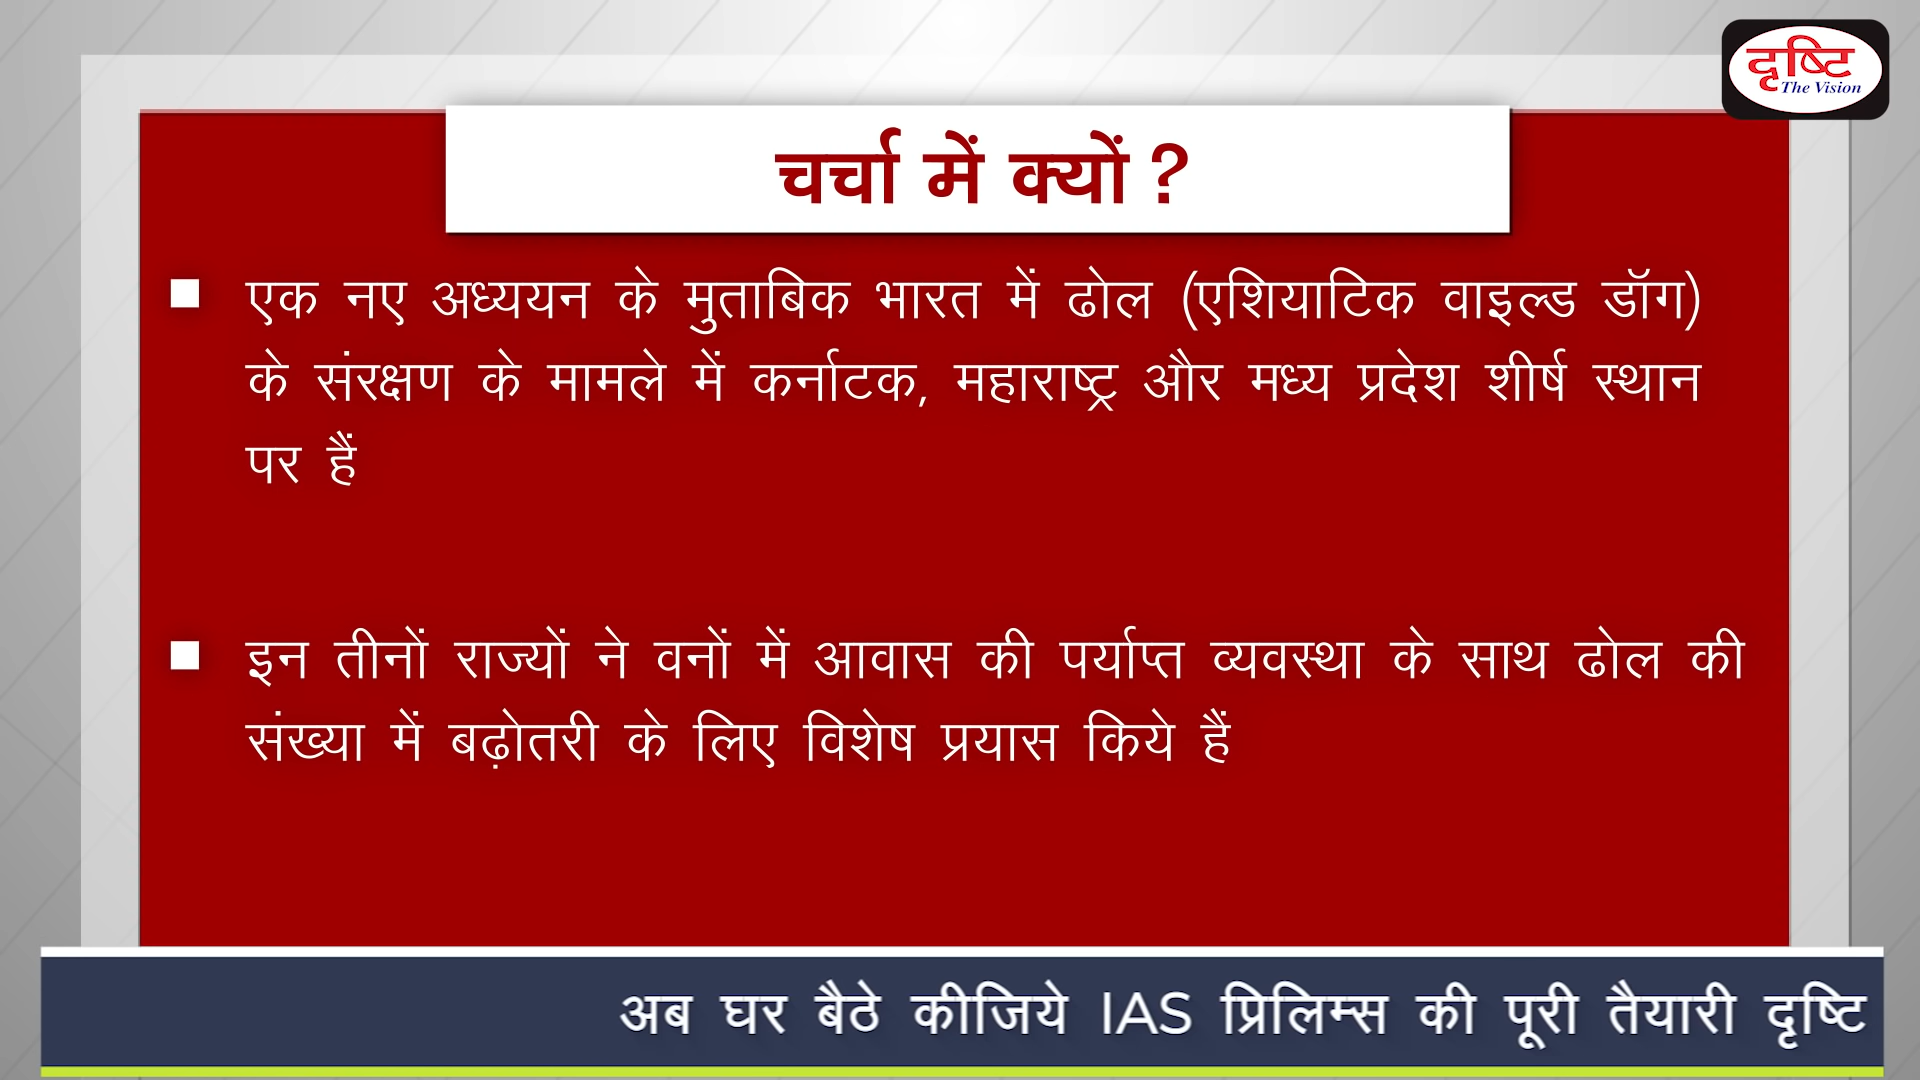 दृष्टि
The Vision
चर्चा में क्यों ?
■ एक नए अध्ययन के मुताबिक भारत में ढोल (एशियाटिक वाइल्ड डॉग)
के संरक्षण के मामले में कर्नाटक, महाराष्ट्र और मध्य प्रदेश शीर्ष स्थान
पर हैं
■ इन तीनों राज्यों ने वनों में आवास की पर्याप्त व्यवस्था के साथ ढोल की
संख्या में बढ़ोतरी के लिए विशेष प्रयास किये हैं
अब घर बैठे कीजिये IAS प्रिलिम्स की पूरी तैयारी दृष्टि